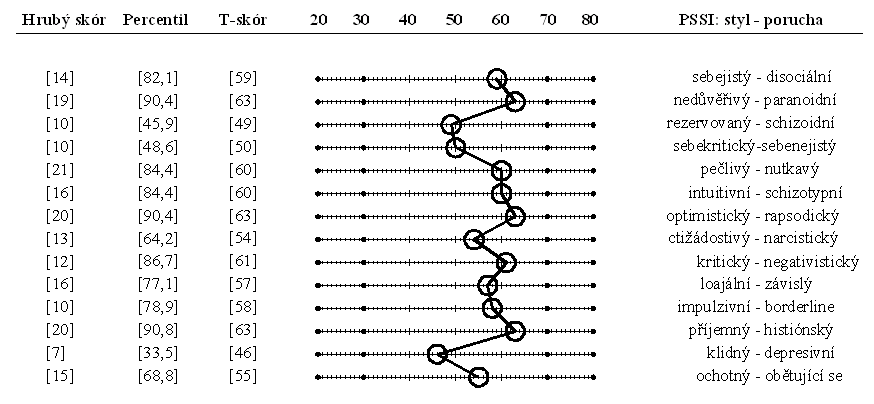 Hrubý skór Percentil T-skór 20 30 40 50 60 70 80 PSSI: styl - porucha
[14] [82,1] [59] sebejistý - disociální
[19] [90,4] [63] nedůvěřivý - paranoidní
[10] [45,9] [49] rezervovaný - schizoidní
[10] [48,6] [50] sebekritický-sebenejistý
[21] [84,4] [60] pečlivý - nutkavý
[16] [84,4] [60] intuitivní - schizotypní
[20] [90,4] [63] optimistický - rapsodický
[13] [64,2] [54] ctižádostivý - narcistický
[12] [86,7] [61] kritický - negativistický
[16] [77,1] [57] loajální - závislý
[10] [78,9] [58] impulzivní - borderline
[20] [90,8] [63] příjemný - histiónský
[7] [33,5] [46] klidný - depresivní
[15] [68,8] [55] ochotný - obětující se